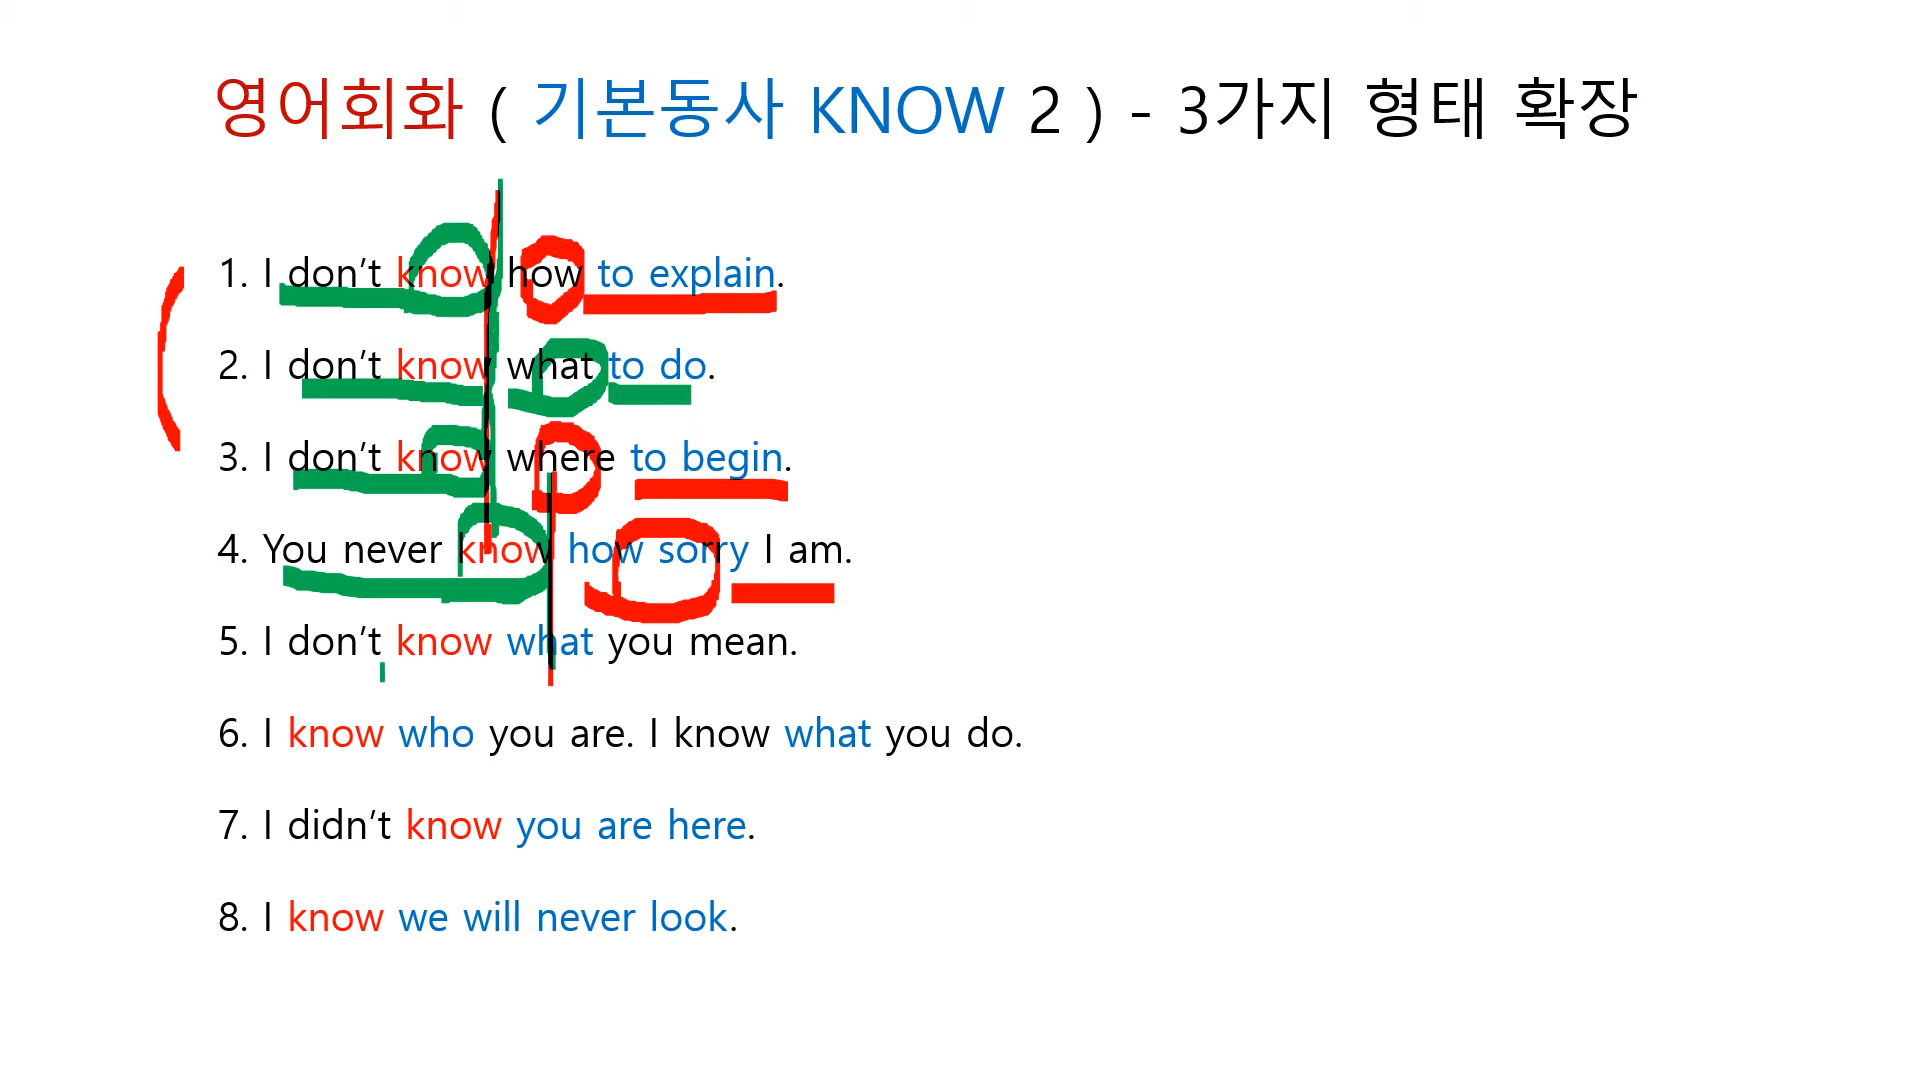 영어회화 ( 기본동사 KNOW 2 ) - 3가지 형태 확장
1. I don’t know how to explain.
2. I don’t know what to do.
3. I don’t know where to begin.
4. You never know how sorry I am.
5. I don’t know what you mean.
6. I know who you are. I know what you do.
7. I didn’t know you are here.
8. I know we will never look.